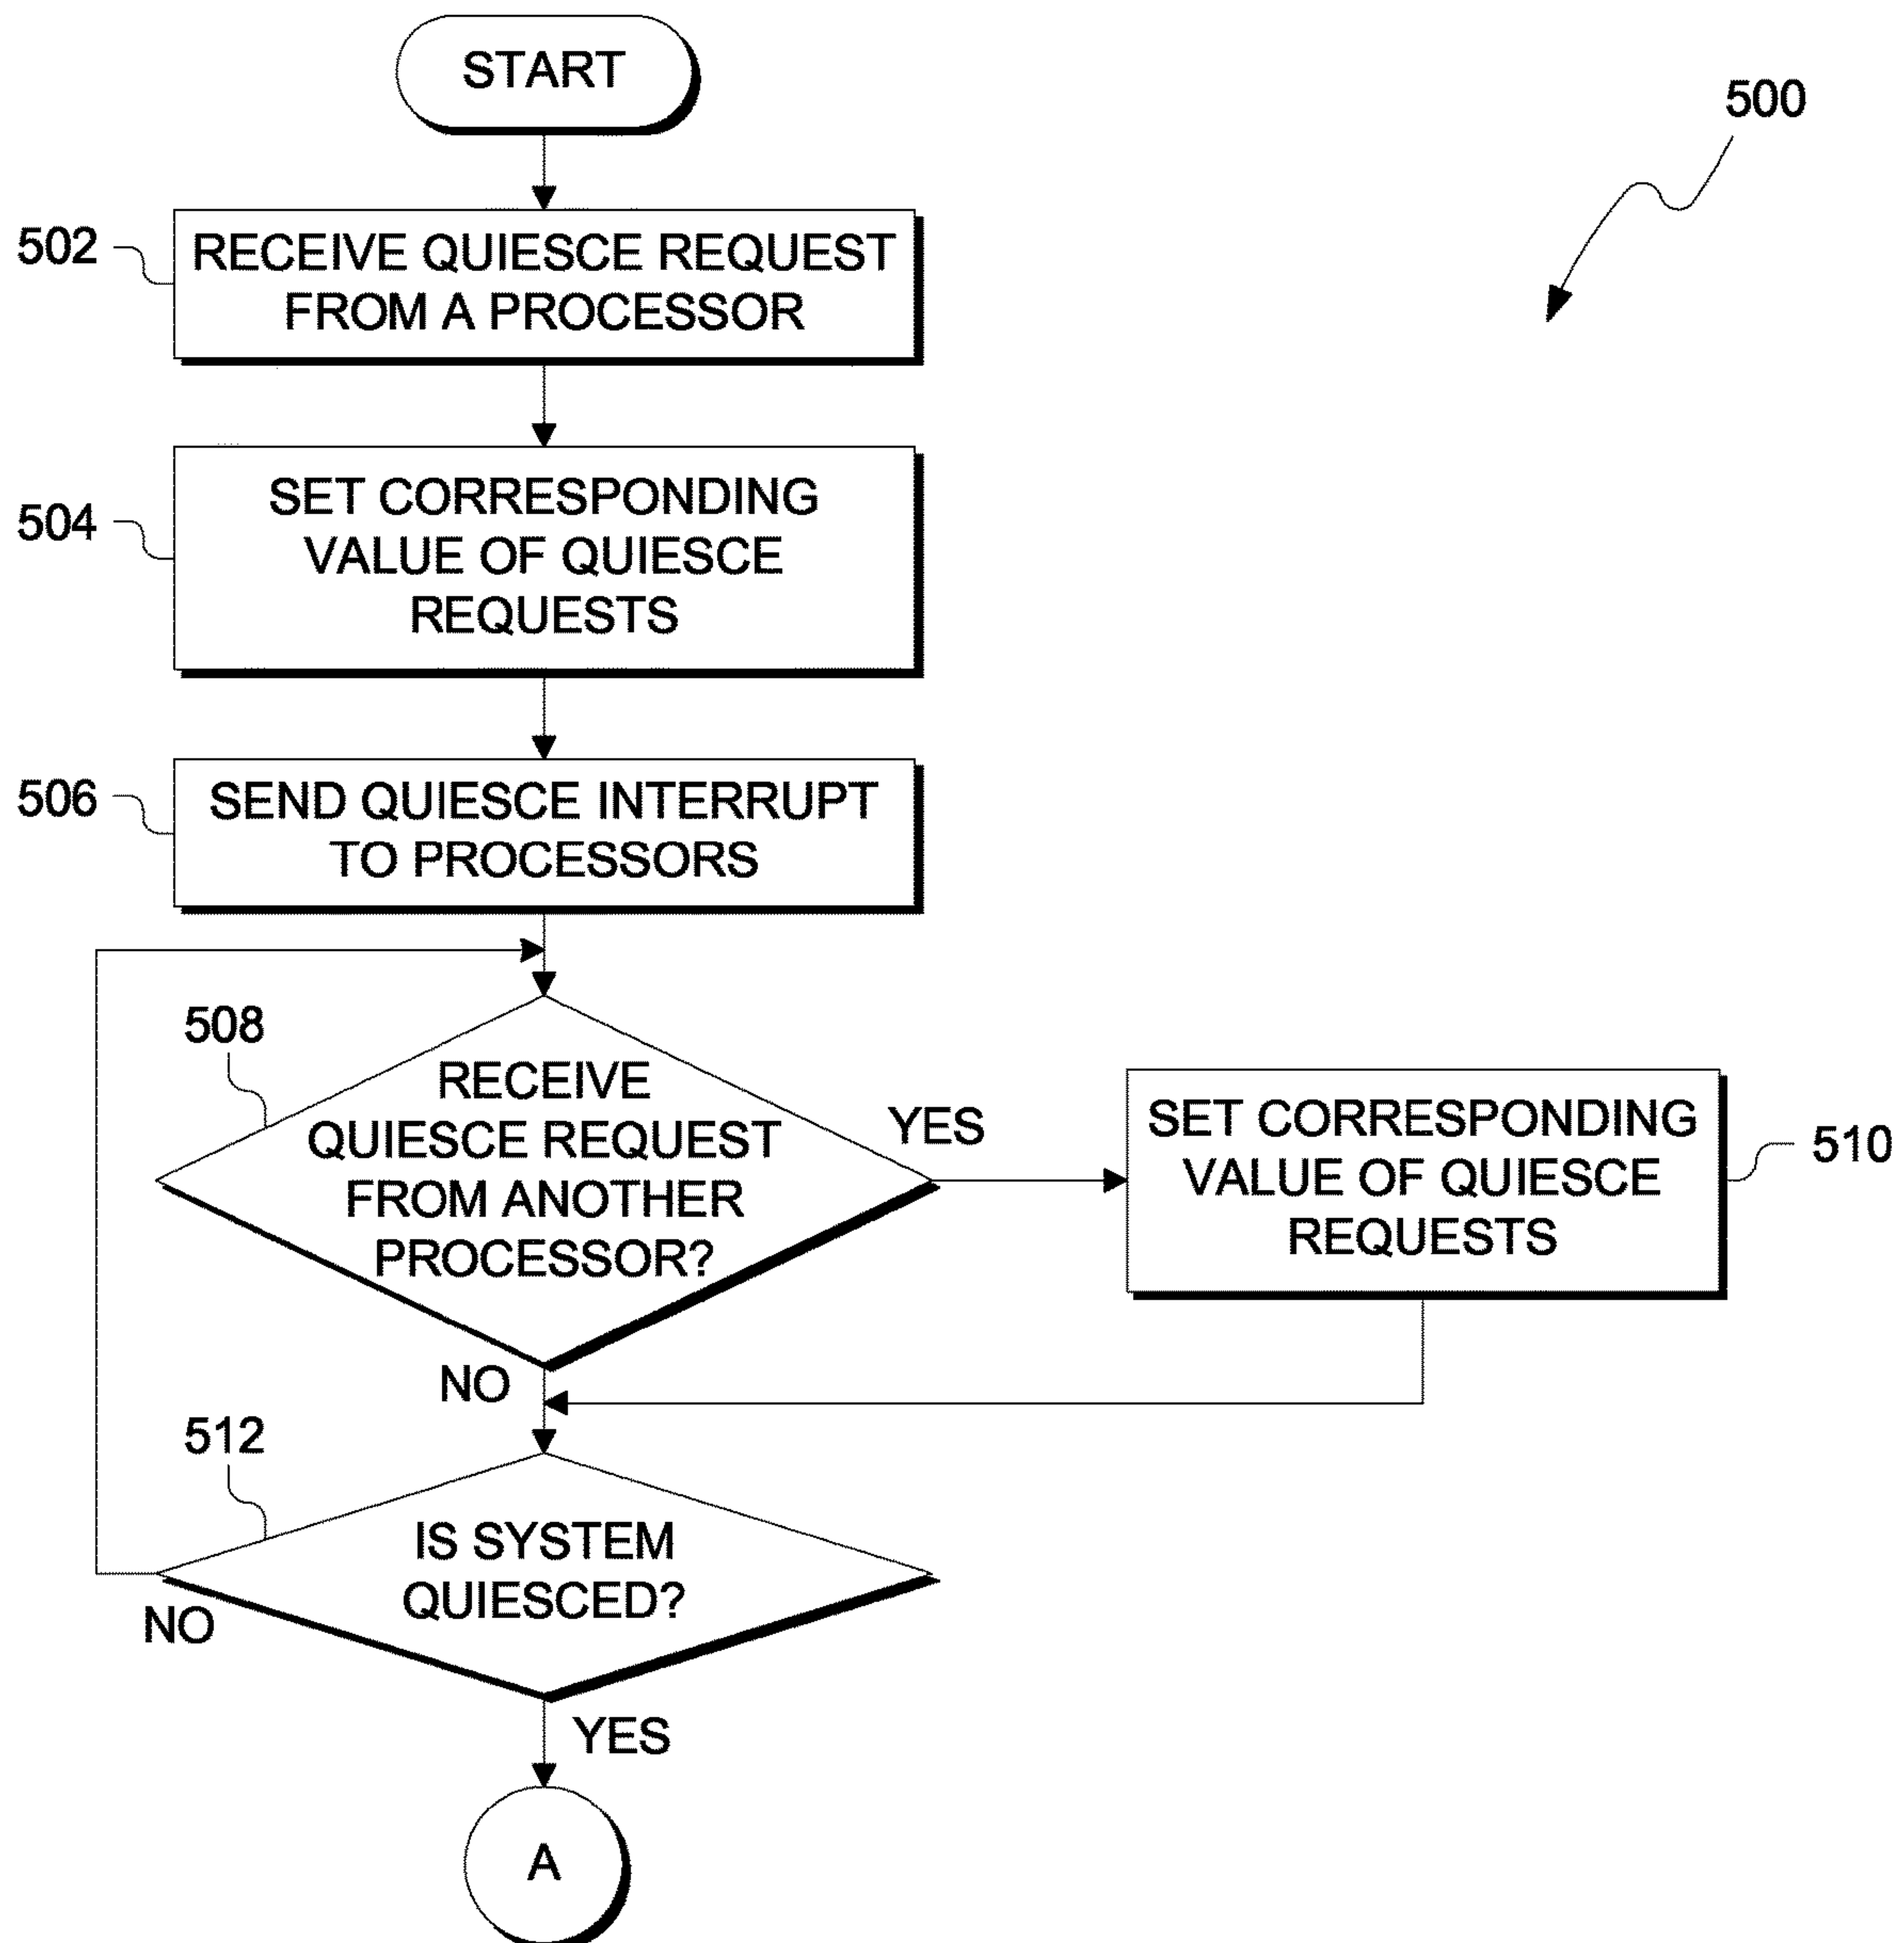 START
500
502
RECEIVE QUIESCE REQUEST
FROM A PROCESSOR
504
SET CORRESPONDING
VALUE OF QUIESCE
REQUESTS
506
SEND QUIESCE INTERRUPT
TO PROCESSORS
508
RECEIVE
QUIESCE REQUEST
FROM ANOTHER
PROCESSOR?
YES
SET CORRESPONDING
VALUE OF QUIESCE
REQUESTS
510
NO
512
IS SYSTEM
QUIESCED?
NO
YES
A